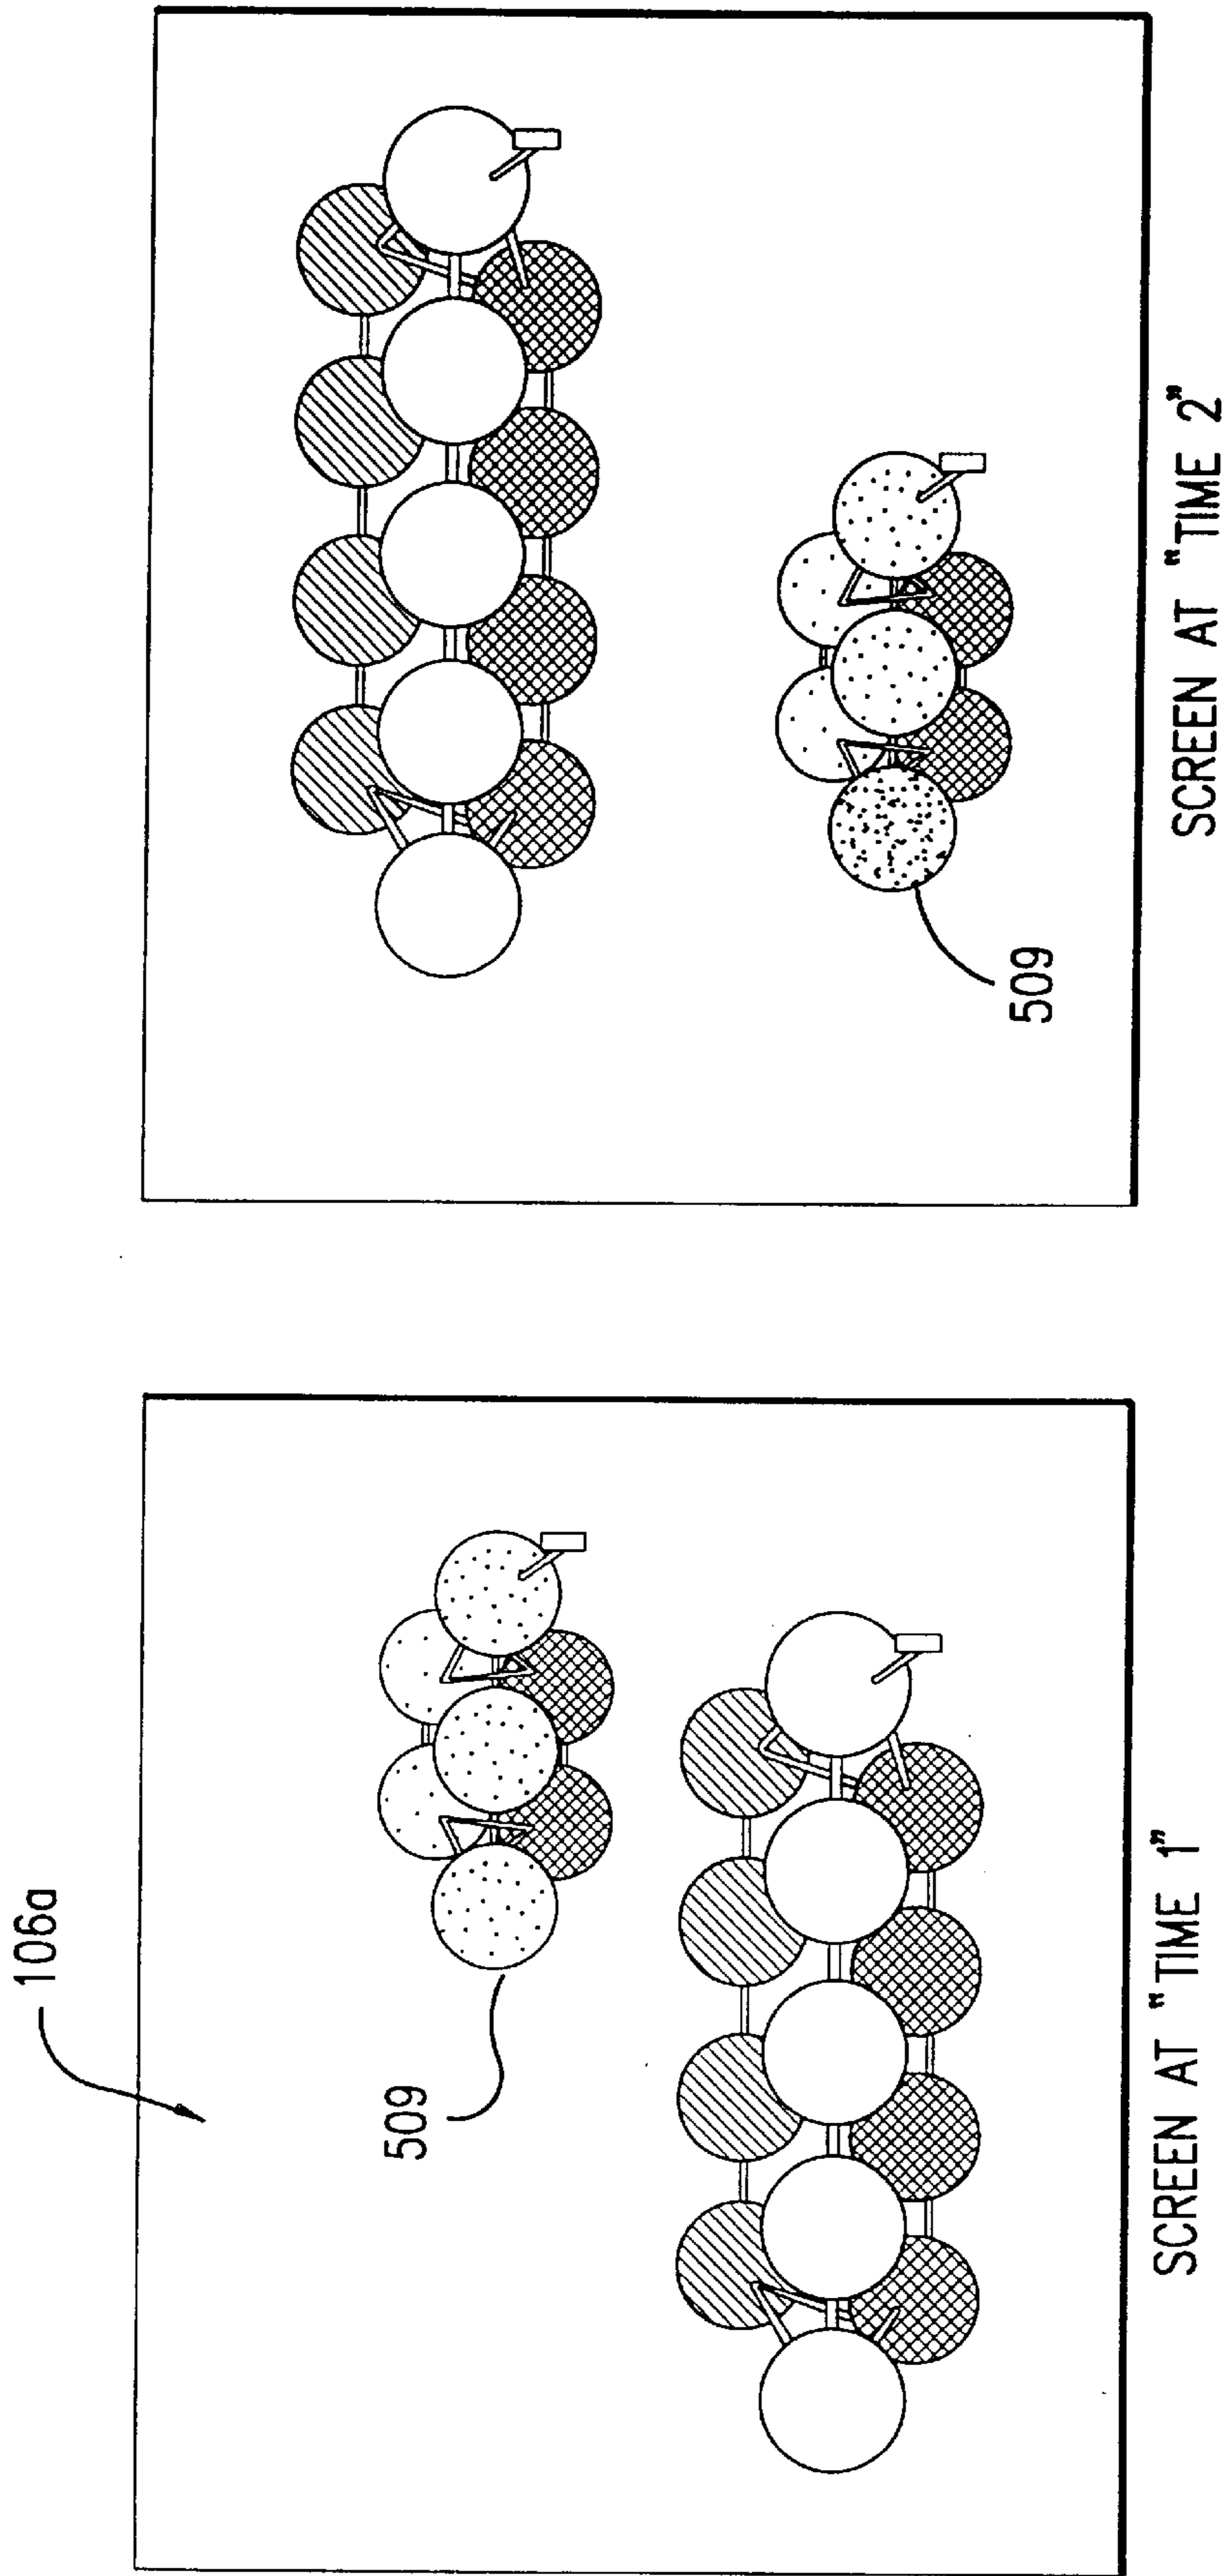 106a
509
SCREEN AT "TIME 1"
509
SCREEN AT "TIME 2"